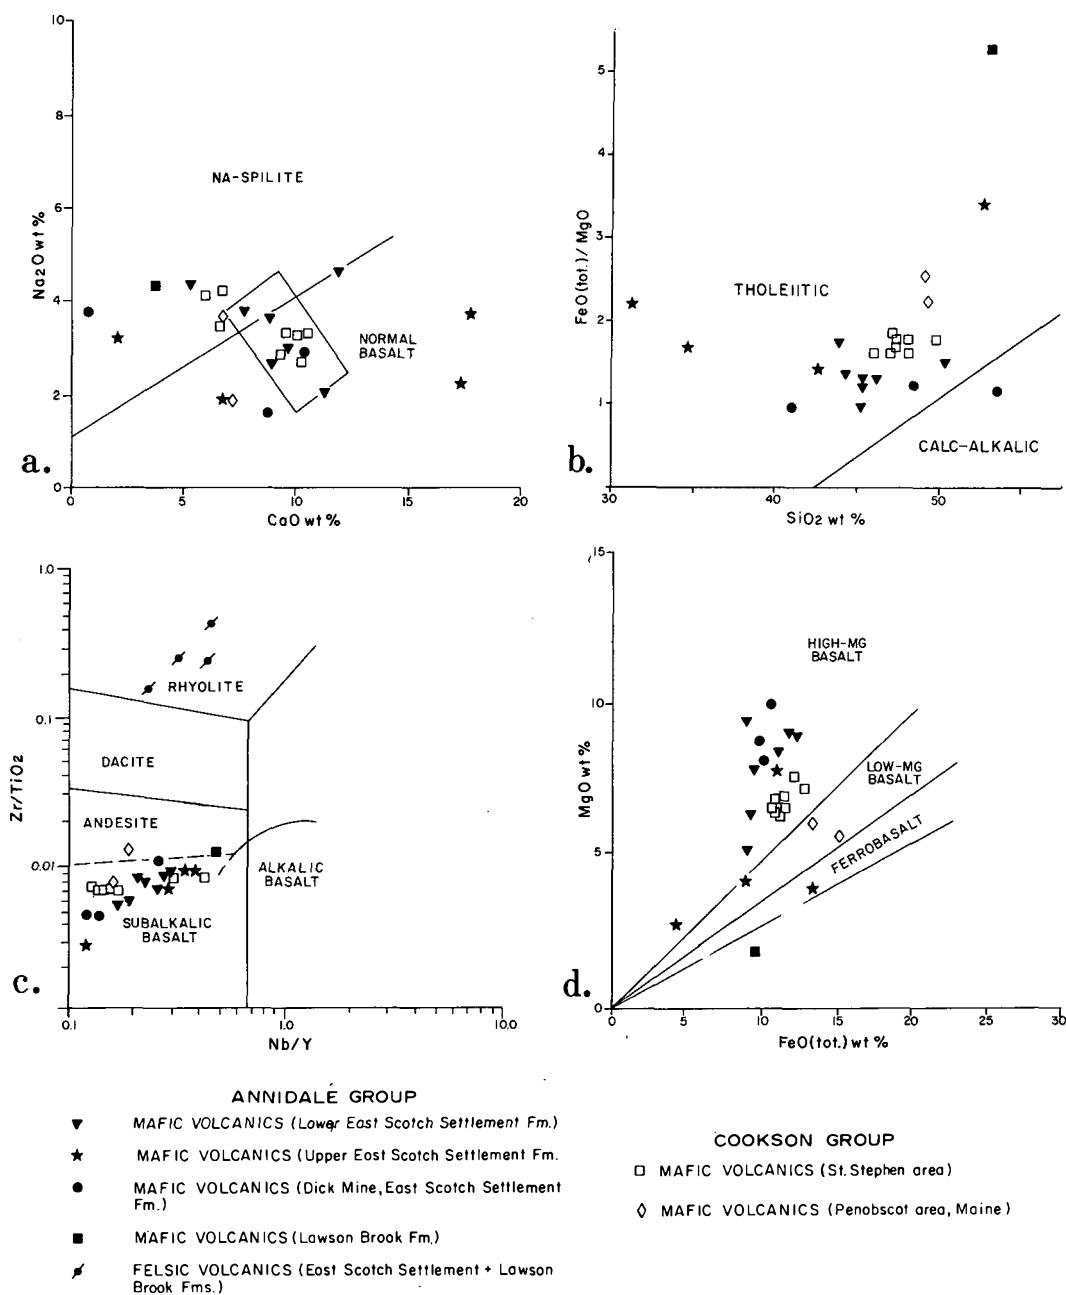 10
8
6
4
2
0
0
5
10
15
20
Na2O wt %
CaO wt %
NA-SPILITE
NORMAL
BASALT
a.
5
4
3
2
1
30
40
50
FeO(tot.)/MgO
SiO2 wt %
THOLEIITIC
CALC-ALKALIC
b.
1.0
0.1
0.01
0.1
1.0
10.0
Zr/TiO2
Nb/Y
RHYOLITE
DACITE
ANDESITE
SUBALKALIC
BASALT
ALKALIC
BASALT
c.
15
10
5
0
0
5
10
15
20
25
30
MgO wt %
FeO(tot.) wt %
HIGH-MG
BASALT
LOW-MG
BASALT
FERROBASALT
d.
ANNIDALE GROUP
MAFIC VOLCANICS (Lower East Scotch Settlement Fm.)
MAFIC VOLCANICS (Upper East Scotch Settlement Fm.
MAFIC VOLCANICS (Dick Mine, East Scotch Settlement
Fm.)
MAFIC VOLCANICS (Lawson Brook Fm.)
FELSIC VOLCANICS (East Scotch Settlement + Lawson
Brook Fms.)
COOKSON GROUP
MAFIC VOLCANICS (St. Stephen area)
MAFIC VOLCANICS (Penobscot area, Maine)